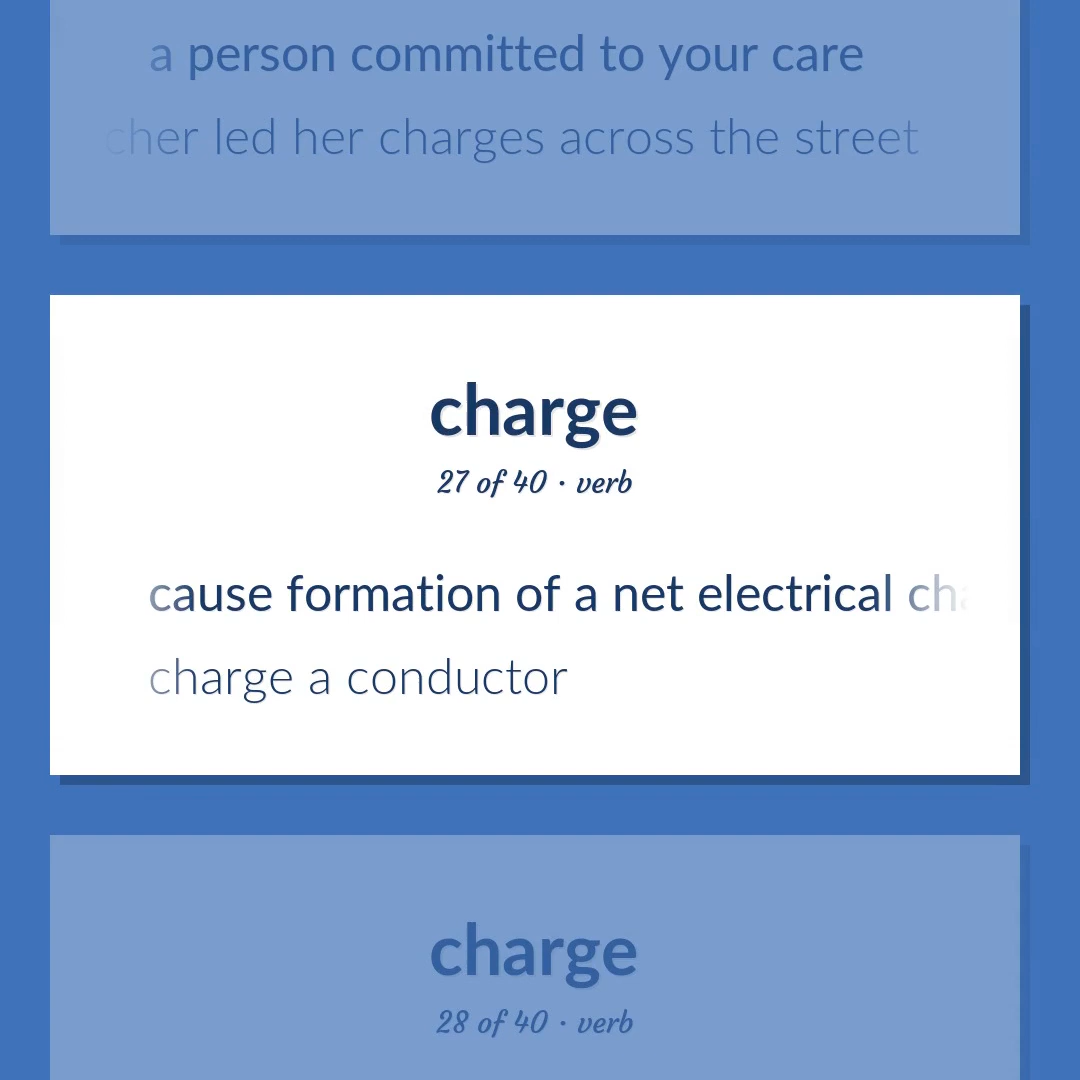 a person committed to your care
cher led her charges across the street
charge
27 of 40 · verb
cause formation of a net electrical cha
charge a conductor
charge
28 of 40 · verb